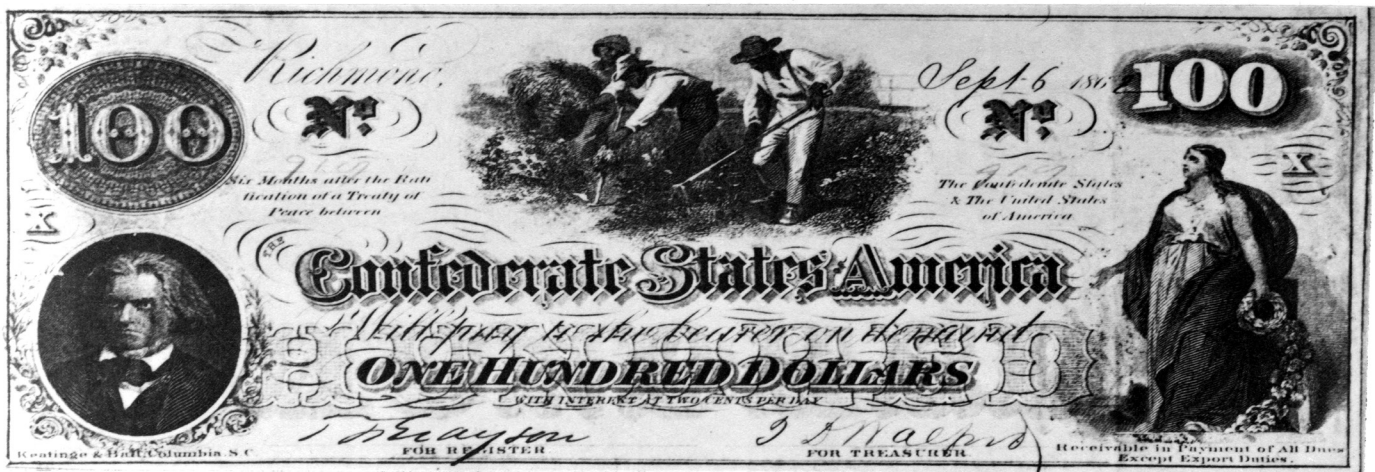 Richmond,
Sept 6 1862
100
100
No
No
Six Months after the Rati
fication of a Treaty of
Peace between
The Confederate States
& The United States
of America
X
X
Confederate States America
Will pay to the bearer on demand
ONE HUNDRED DOLLARS
WITH INTEREST AT TWO CENTS PER DAY
FOR REGISTER
FOR TREASURER
Keatinge & Ball, Columbia, S.C.
Receivable in Payment of All Dues
Except Export Duties.